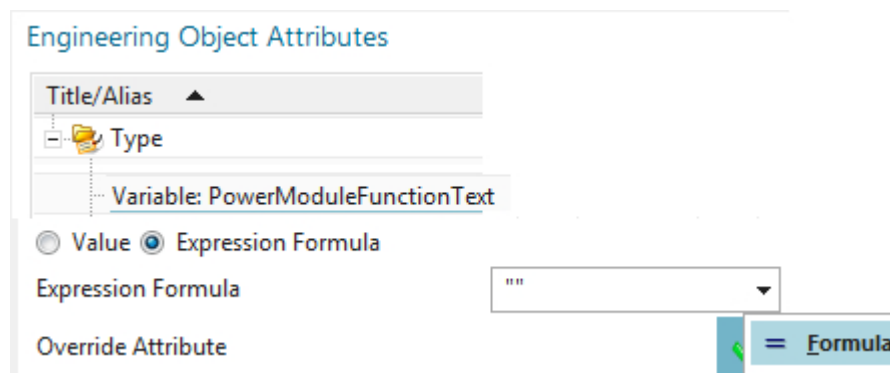 Engineering Object Attributes
Title/Alias
Type
Variable: PowerModuleFunctionText
Value Expression Formula
Expression Formula ""
Override Attribute = Formula